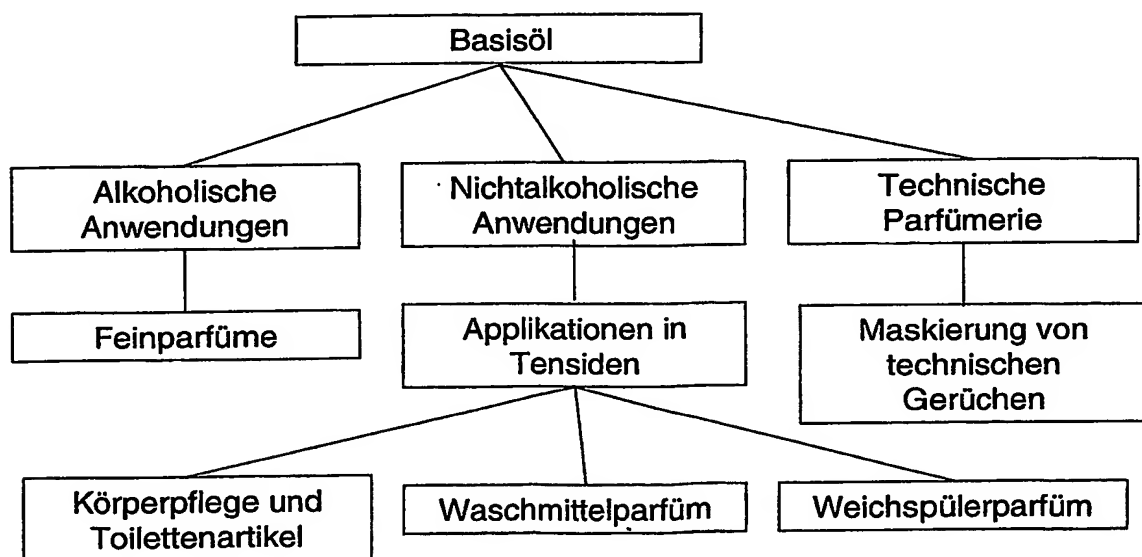 Basisöl
Alkoholische
Anwendungen
Nichtalkoholische
Anwendungen
Technische
Parfümerie
Feinparfüme
Applikationen in
Tensiden
Maskierung von
technischen
Gerüchen
Körperpflege und
Toilettenartikel
Waschmittelparfüm
Weichspülerparfüm